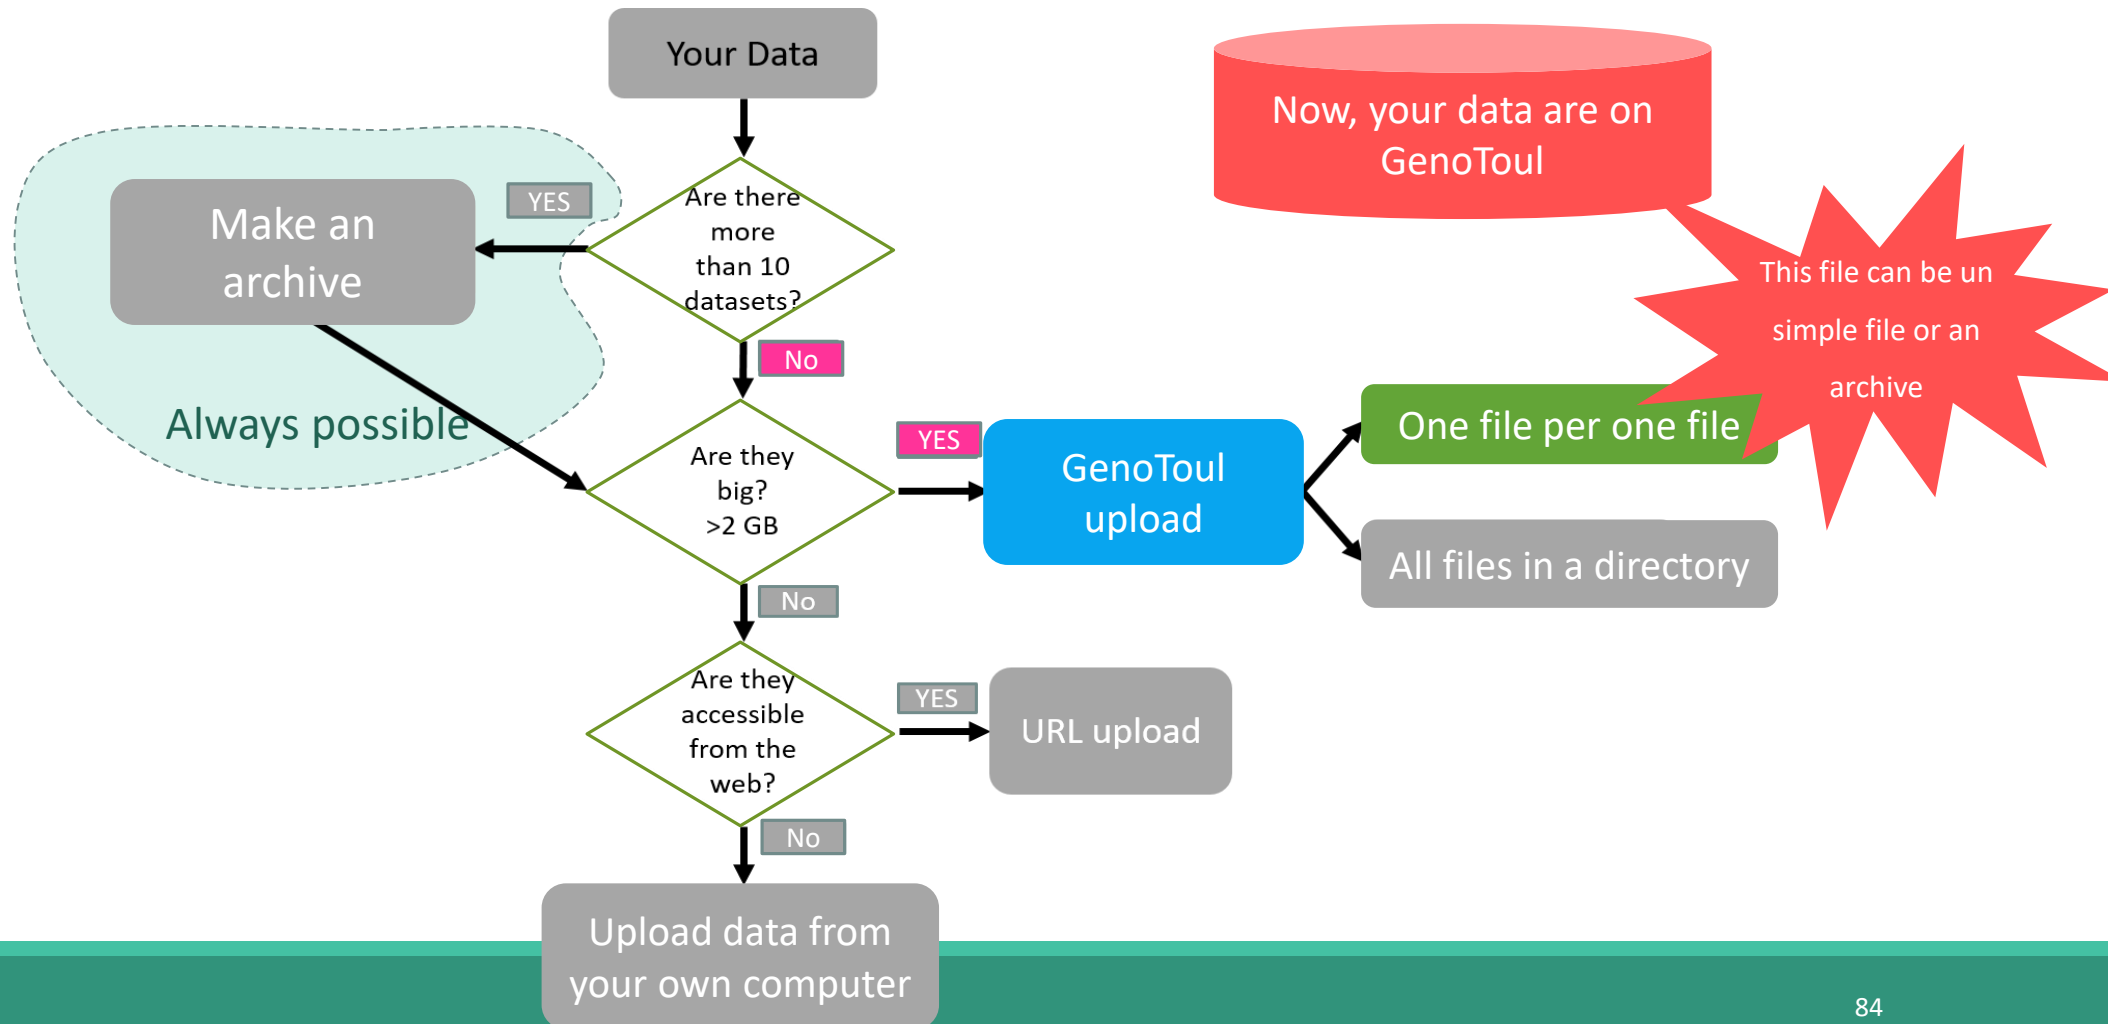 Your Data
Are there
more
than 10
datasets?
YES
Make an
archive
Always possible
No
Are they
big?
>2 GB
YES
GenoToul
upload
One file per one file
All files in a directory
No
Are they
accessible
from the
web?
YES
URL upload
No
Upload data from
your own computer
Now, your data are on
GenoToul
This file can be un
simple file or an
archive
84